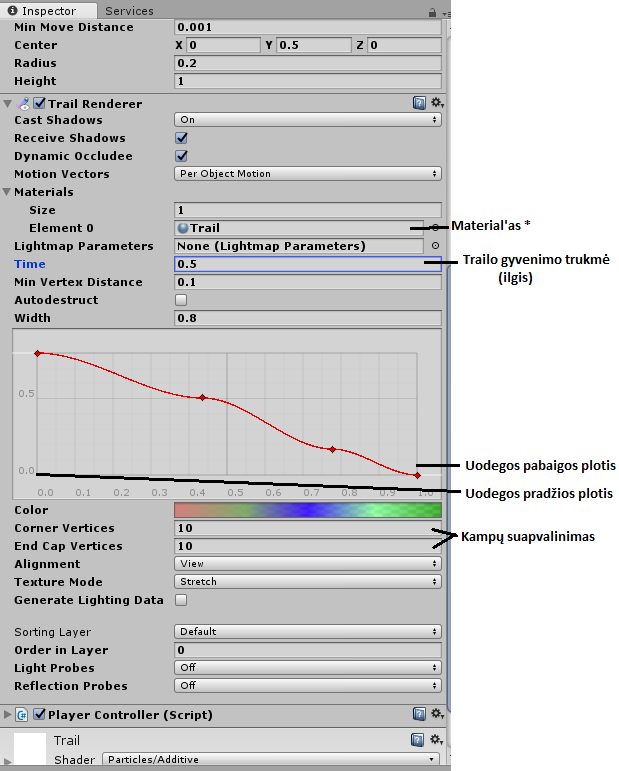 Inspector Services
Min Move Distance 0.001
Center X 0 Y 0.5 Z 0
Radius 0.2
Height 1
Trail Renderer
Cast Shadows On
Receive Shadows
Dynamic Occludee
Motion Vectors Per Object Motion
Materials
Size 1
Element 0 Trail Material'as *
Lightmap Parameters None (Lightmap Parameters)
Time 0.5 Trailo gyvenimo trukmė
(ilgis)
Min Vertex Distance 0.1
Autodestruct
Width 0.8
0.5
Uodegos pabaigos plotis
0.0
0.0 0.1 0.2 0.3 0.4 0.5 0.6 0.7 0.8 0.9 1.0 Uodegos pradžios plotis
Color
Corner Vertices 10
Kampų suapvalinimas
End Cap Vertices 10
Alignment View
Texture Mode Stretch
Generate Lighting Data
Sorting Layer Default
Order in Layer 0
Light Probes Off
Reflection Probes Off
Player Controller (Script)
Trail
Shader Particles/Additive